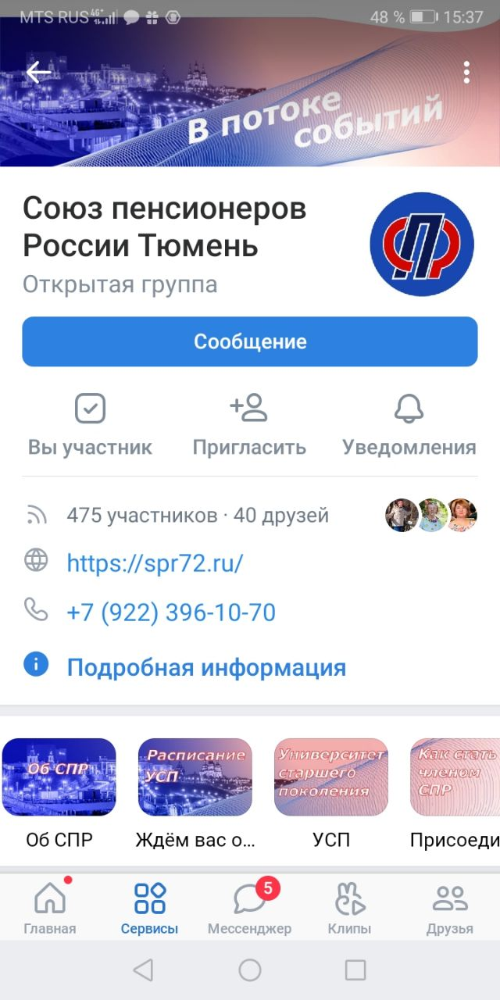 MTS RUS 4G+ 48 % 15:37
В потоке
событий
Союз пенсионеров
России Тюмень
Открытая группа
Сообщение
Вы участник Пригласить Уведомления
475 участников · 40 друзей
https://spr72.ru/
+7 (922) 396-10-70
Подробная информация
Об СПР
Расписание
УСП
Университет
старшего
поколения
Как стать
членом
СПР
Об СПР Ждём вас о... УСП Присоеди
5
Главная Сервисы Мессенджер Клипы Друзья